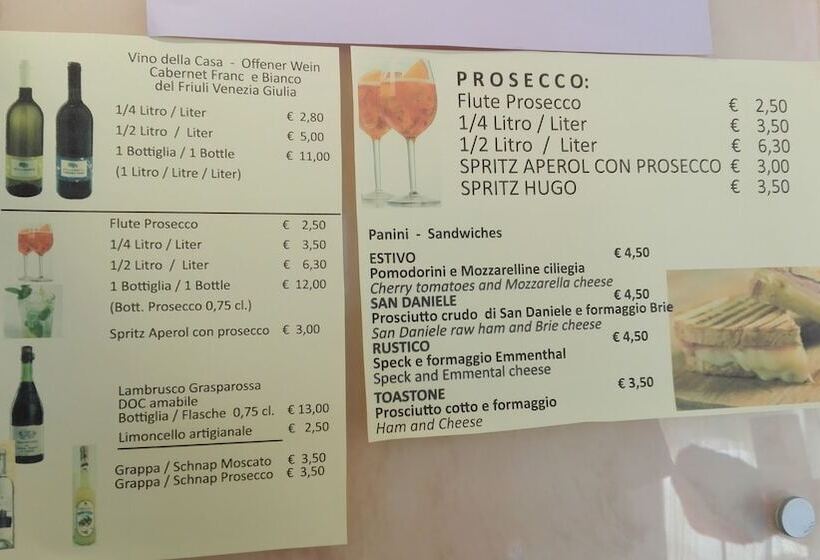 Vino della Casa - Offener Wein
Cabernet Franc e Bianco
del Friuli Venezia Giulia
1/4 Litro / Liter € 2,80
1/2 Litro / Liter € 5,00
1 Bottiglia / 1 Bottle € 11,00
(1 Litro / Litre / Liter)
Flute Prosecco € 2,50
1/4 Litro / Liter € 3,50
1/2 Litro / Liter € 6,30
1 Bottiglia / 1 Bottle € 12,00
(Bott. Prosecco 0,75 cl.)
Spritz Aperol con prosecco € 3,00
Lambrusco Grasparossa
DOC amabile
Bottiglia / Flasche 0,75 cl. € 13,00
Limoncello artigianale € 2,50
Grappa / Schnap Moscato € 3,50
Grappa / Schnap Prosecco € 3,50
PROSECCO:
Flute Prosecco € 2,50
1/4 Litro / Liter € 3,50
1/2 Litro / Liter € 6,30
SPRITZ APEROL CON PROSECCO € 3,00
SPRITZ HUGO € 3,50
Panini - Sandwiches
ESTIVO € 4,50
Pomodorini e Mozzarelline ciliegia
Cherry tomatoes and Mozzarella cheese
SAN DANIELE € 4,50
Prosciutto crudo di San Daniele e formaggio Brie
San Daniele raw ham and Brie cheese
RUSTICO € 4,50
Speck e formaggio Emmenthal
Speck and Emmental cheese
TOASTONE € 3,50
Prosciutto cotto e formaggio
Ham and Cheese